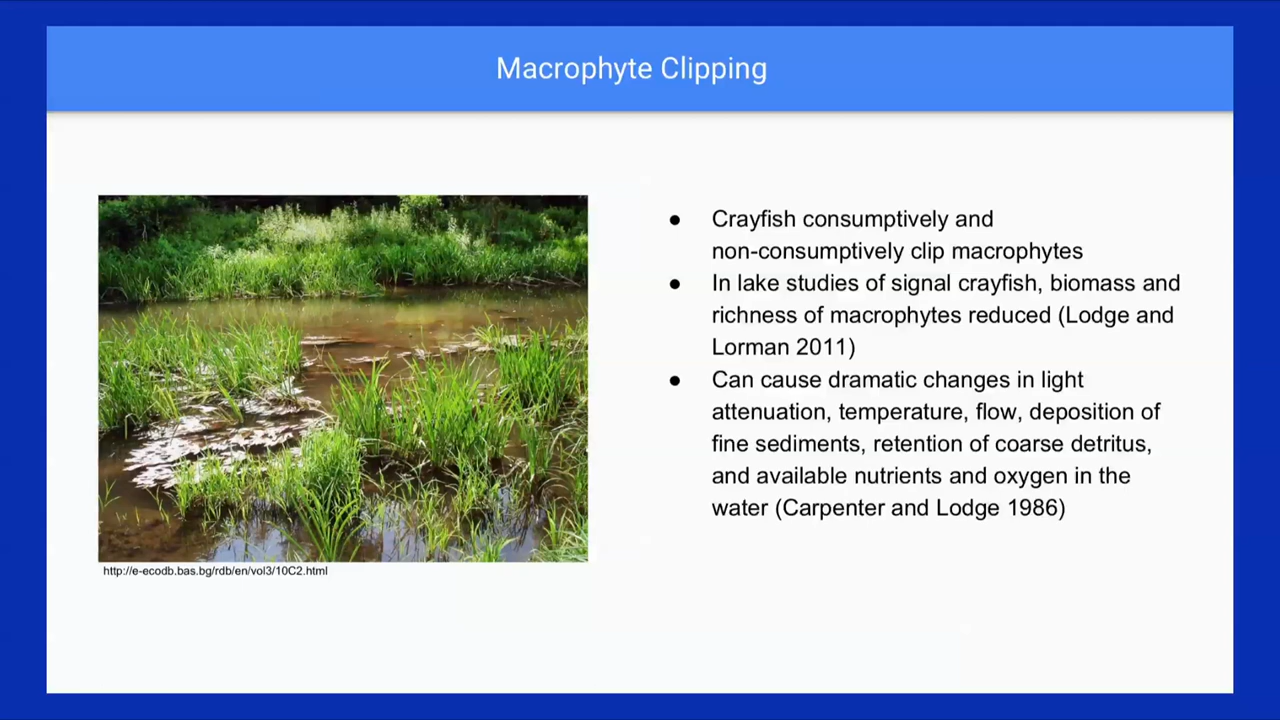 Macrophyte Clipping
● Crayfish consumptively and
non-consumptively clip macrophytes
● In lake studies of signal crayfish, biomass and
richness of macrophytes reduced (Lodge and
Lorman 2011)
● Can cause dramatic changes in light
attenuation, temperature, flow, deposition of
fine sediments, retention of coarse detritus,
and available nutrients and oxygen in the
water (Carpenter and Lodge 1986)
http://e-ecodb.bas.bg/rdb/en/vol3/10C2.html